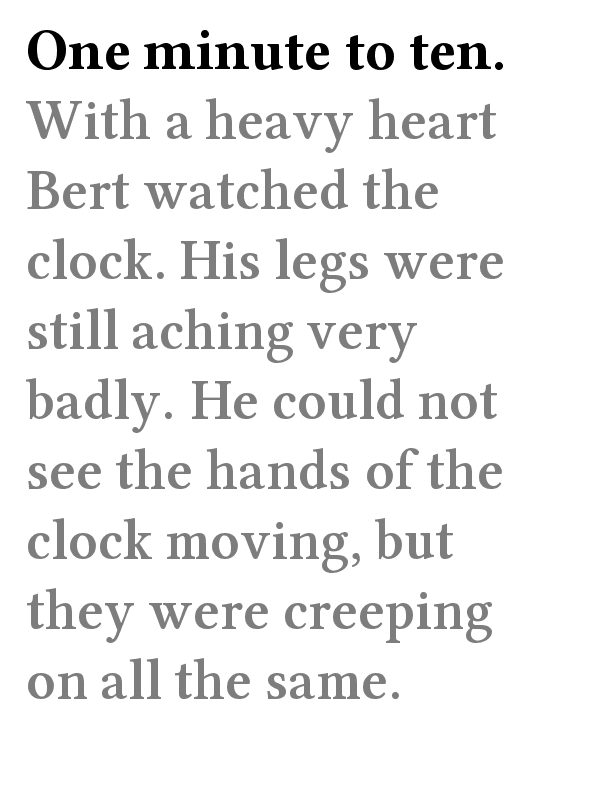 One minute to ten.
With a heavy heart
Bert watched the
clock. His legs were
still aching very
badly. He could not
see the hands of the
clock moving, but
they were creeping
on all the same.